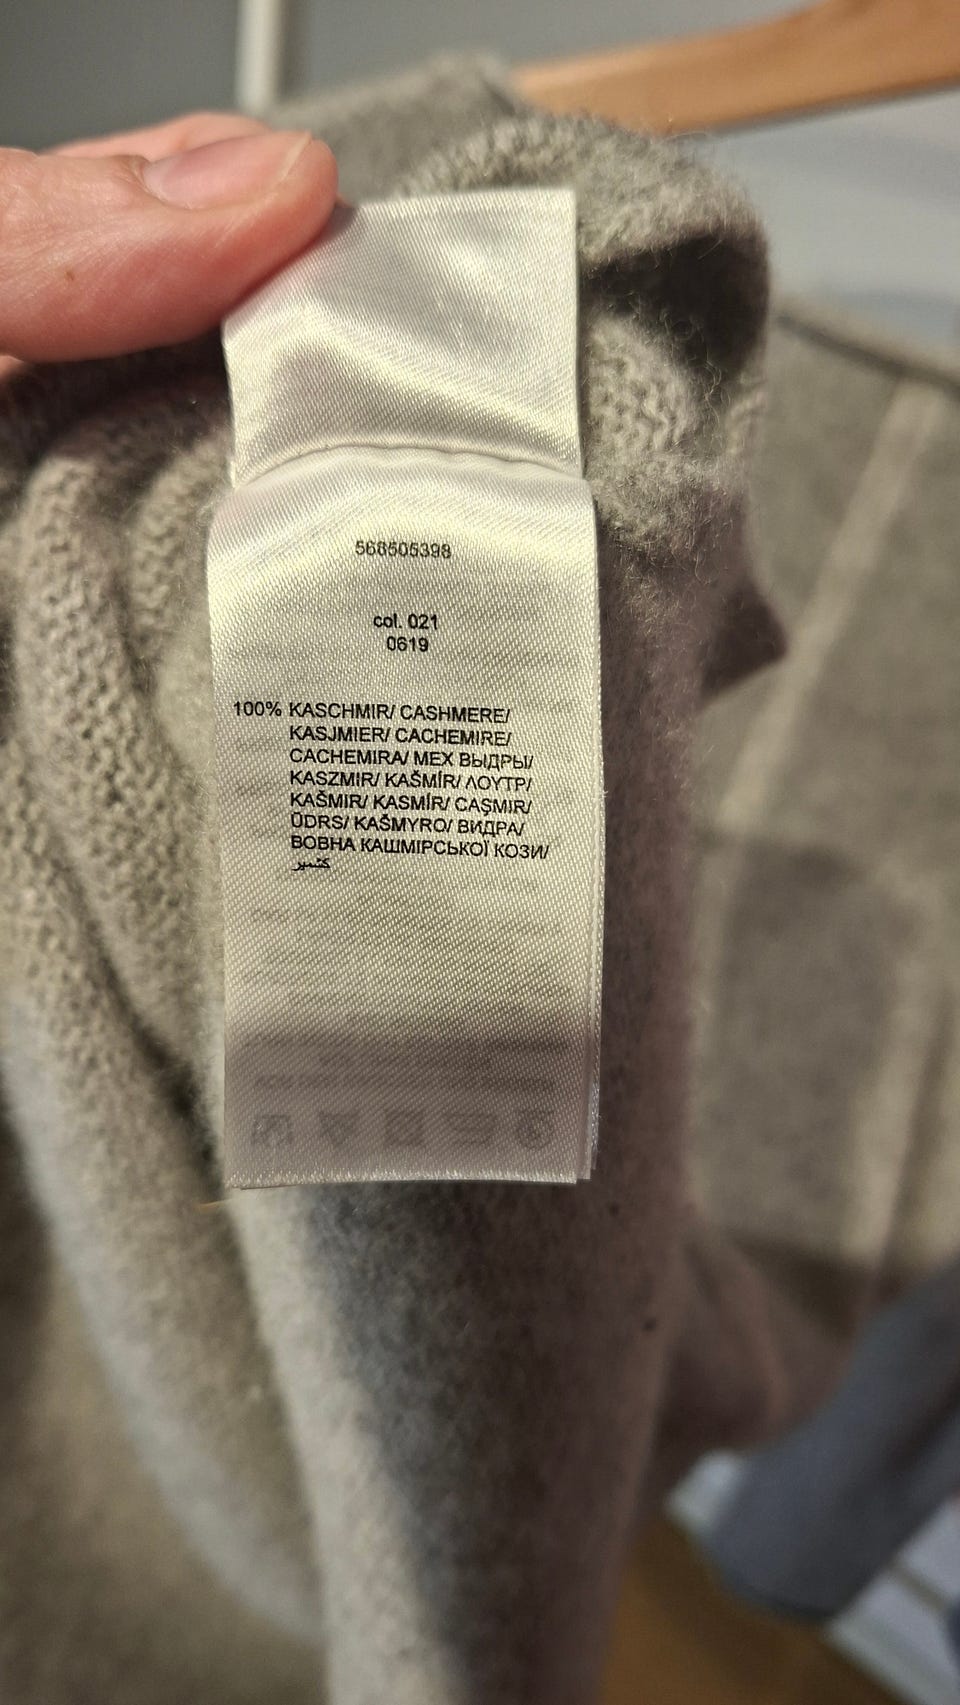 568505398
col. 021
0619
100% KASCHMIR/ CASHMERE/
KASJMIER/ CACHEMIRE/
CACHEMIRA/ МЕХ ВЫДРЫ/
KASZMIR/ KAŠMÍR/ ΛΟΥΤΡ/
KAŠMIR/ KASMÍR/ CAŞMIR/
ŪDRS/ KAŠMYRO/ ВИДРА/
ВОВНА КАШМІРСЬКОЇ КОЗИ/
كشمير